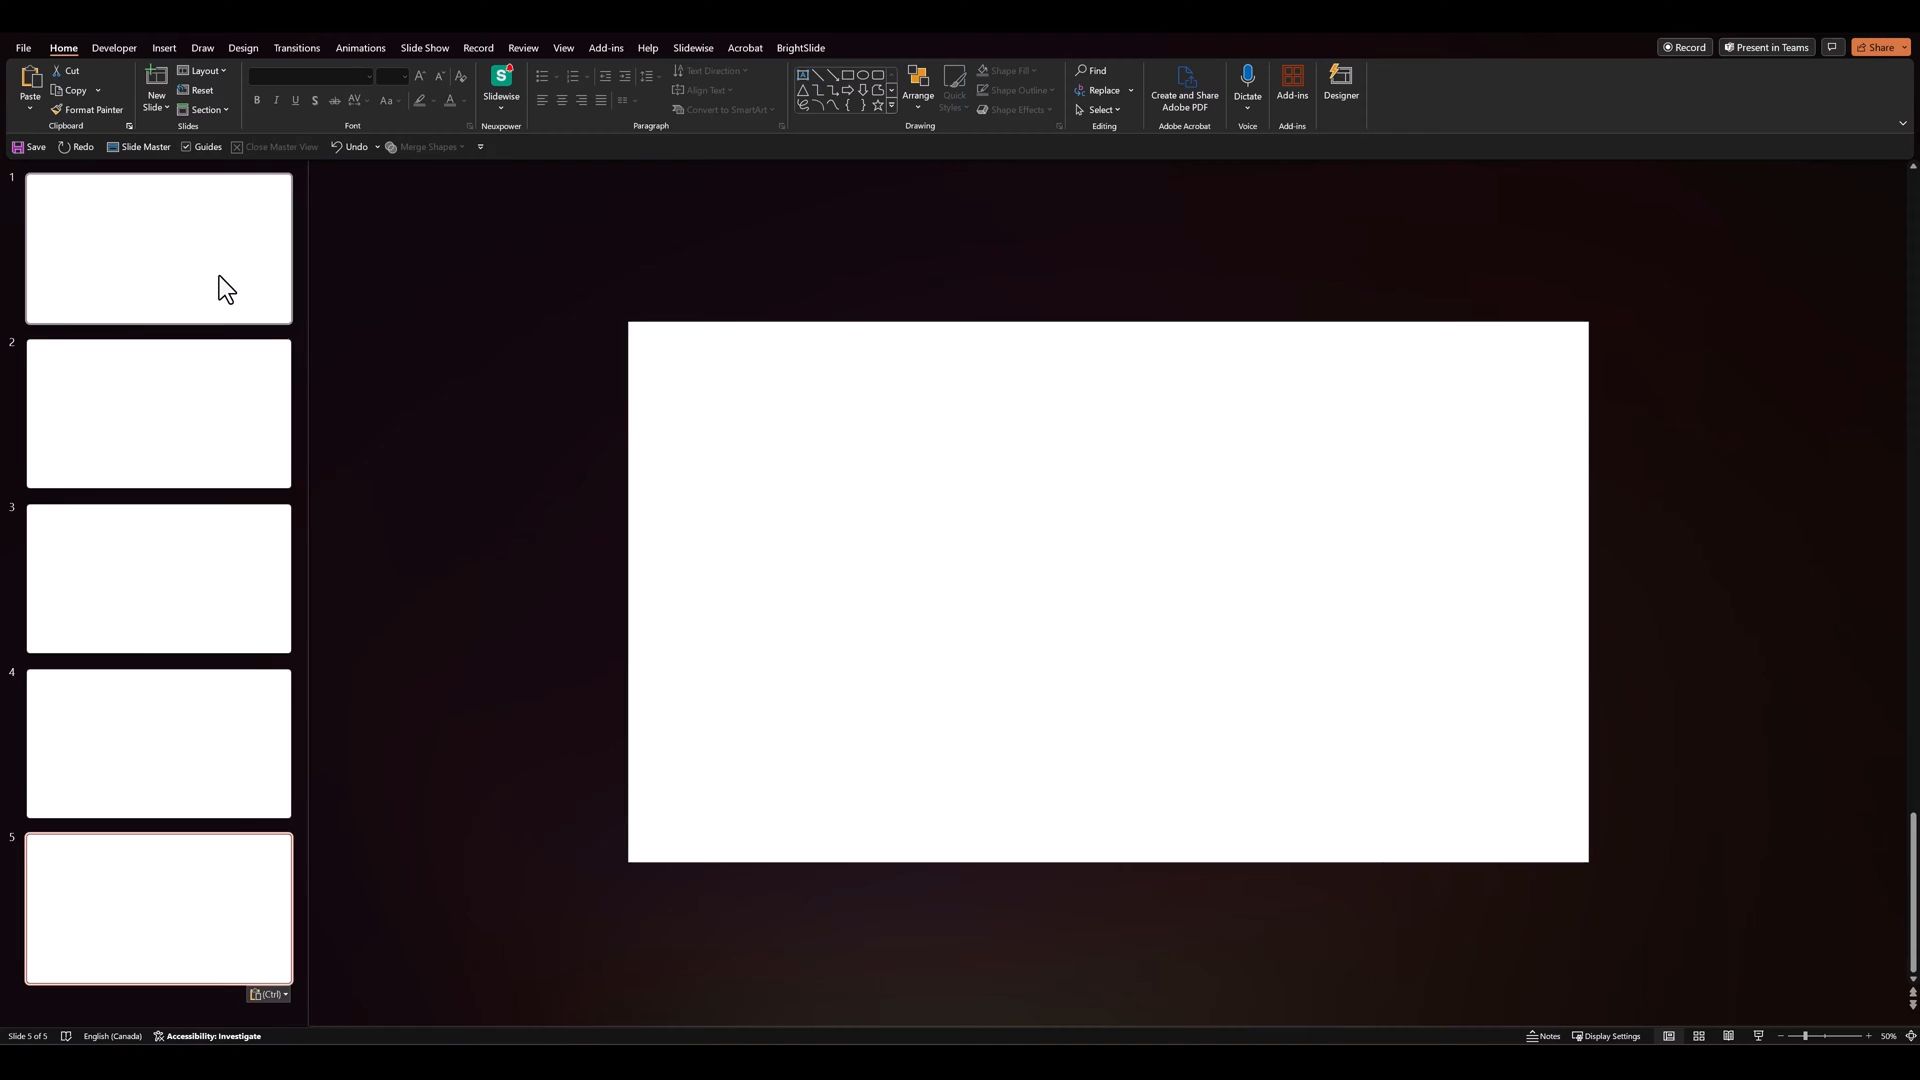 File Home Developer Insert Draw Design Transitions Animations Slide Show Record Review View Add-ins Help Slidewise Acrobat BrightSlide
Record Present in Teams Share
Paste
Cut
Copy
Format Painter
Clipboard
New
Slide
Layout
Reset
Section
Slides
B I U S ab AV Aa A
Font
Slidewise
Neuxpower
Text Direction
Align Text
Convert to SmartArt
Paragraph
Arrange
Quick
Styles
Shape Fill
Shape Outline
Shape Effects
Drawing
Find
Replace
Select
Editing
Create and Share
Adobe PDF
Adobe Acrobat
Dictate
Voice
Add-ins
Add-ins
Designer
Save Redo Slide Master Guides Close Master View Undo Merge Shapes
1
2
3
4
5
(Ctrl)
Slide 5 of 5 English (Canada) Accessibility: Investigate
Notes Display Settings 50%